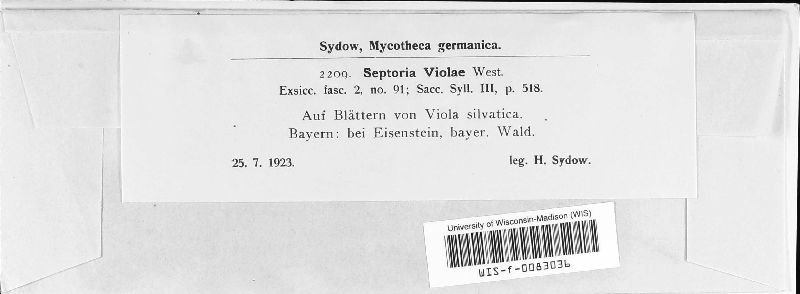 Sydow, Mycotheca germanica.
2209. Septoria Violae West.
Exsicc. fasc. 2, no. 91; Sacc. Syll. III, p. 518.
Auf Blättern von Viola silvatica.
Bayern: bei Eisenstein, bayer. Wald.
25. 7. 1923. leg. H. Sydow.
University of Wisconsin-Madison (WIS)
WIS-f-0083036